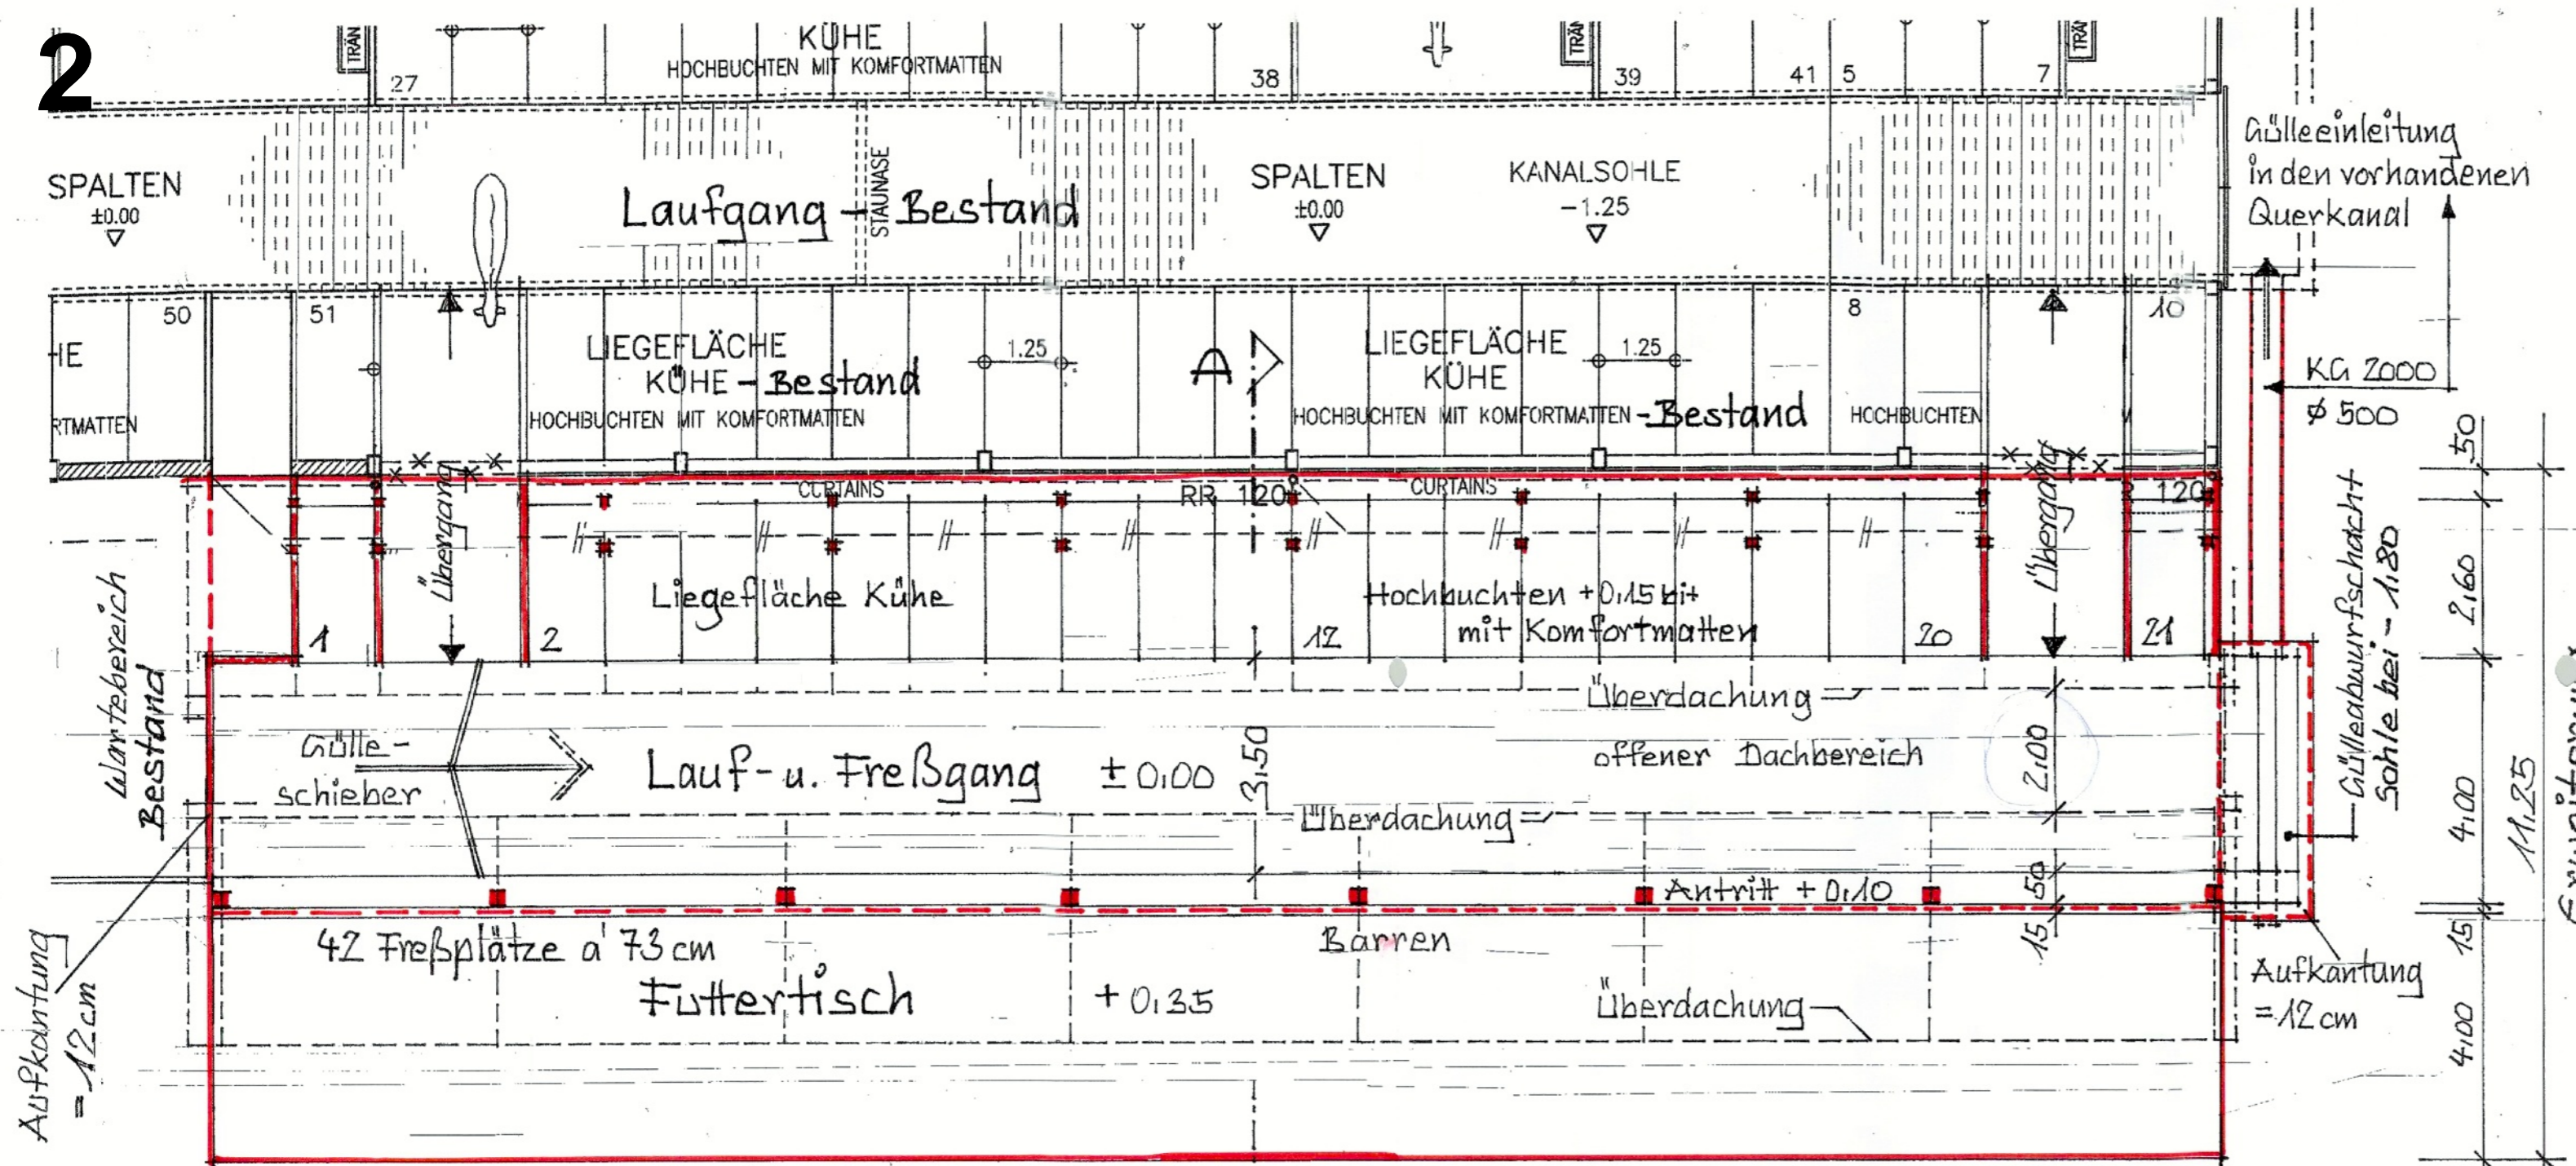 2
TRÄN
KÜHE
HOCHBUCHTEN MIT KOMFORTMATTEN
27
38
TRÄN
39
41
5
7
TRÄ
SPALTEN
±0.00
Laufgang - Bestand
STAUNASE
SPALTEN
±0.00
KANALSOHLE
-1.25
Gülleeinleitung
in den vorhandenen
Querkanal
50
51
HE
RTMATTEN
LIEGEFLÄCHE
KÜHE - Bestand
HOCHBUCHTEN MIT KOMFORTMATTEN
1.25
A
LIEGEFLÄCHE
KÜHE
1.25
HOCHBUCHTEN MIT KOMFORTMATTEN - Bestand
8
HOCHBUCHTEN
10
KG 2000
ø 500
Übergang
CURTAINS
RR 120
CURTAINS
Übergang
120
Wartebereich
Bestand
1
2
Liegefläche Kühe
12
Hochbuchten +0,15
mit Komfortmatten
20
21
Gülleabwurfschacht
Sohle bei - 1,80
50
2,60
4,00
15
4,00
11,25
Überdachung
Gülle-
schieber
Lauf- u. Freßgang ±0,00
3,50
offener Dachbereich
2,00
Überdachung
Antritt +0,10
50
15
42 Freßplätze a' 73 cm
Barren
Futtertisch +0,35
Überdachung
Aufkantung
= 12 cm
Aufkantung
= 12 cm